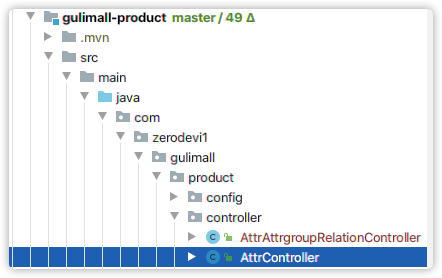 gulimall-product master / 49 Δ
.mvn
src
main
java
com
zerodevi1
gulimall
product
config
controller
C AttrAttrgroupRelationController
C AttrController